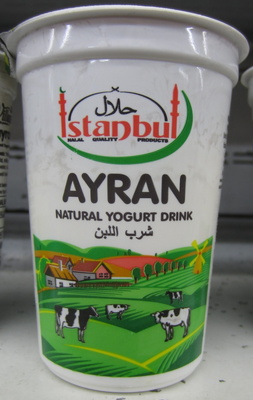 حلال
istanbul
HALAL QUALITY PRODUCTS
AYRAN
NATURAL YOGURT DRINK
شرب اللبن